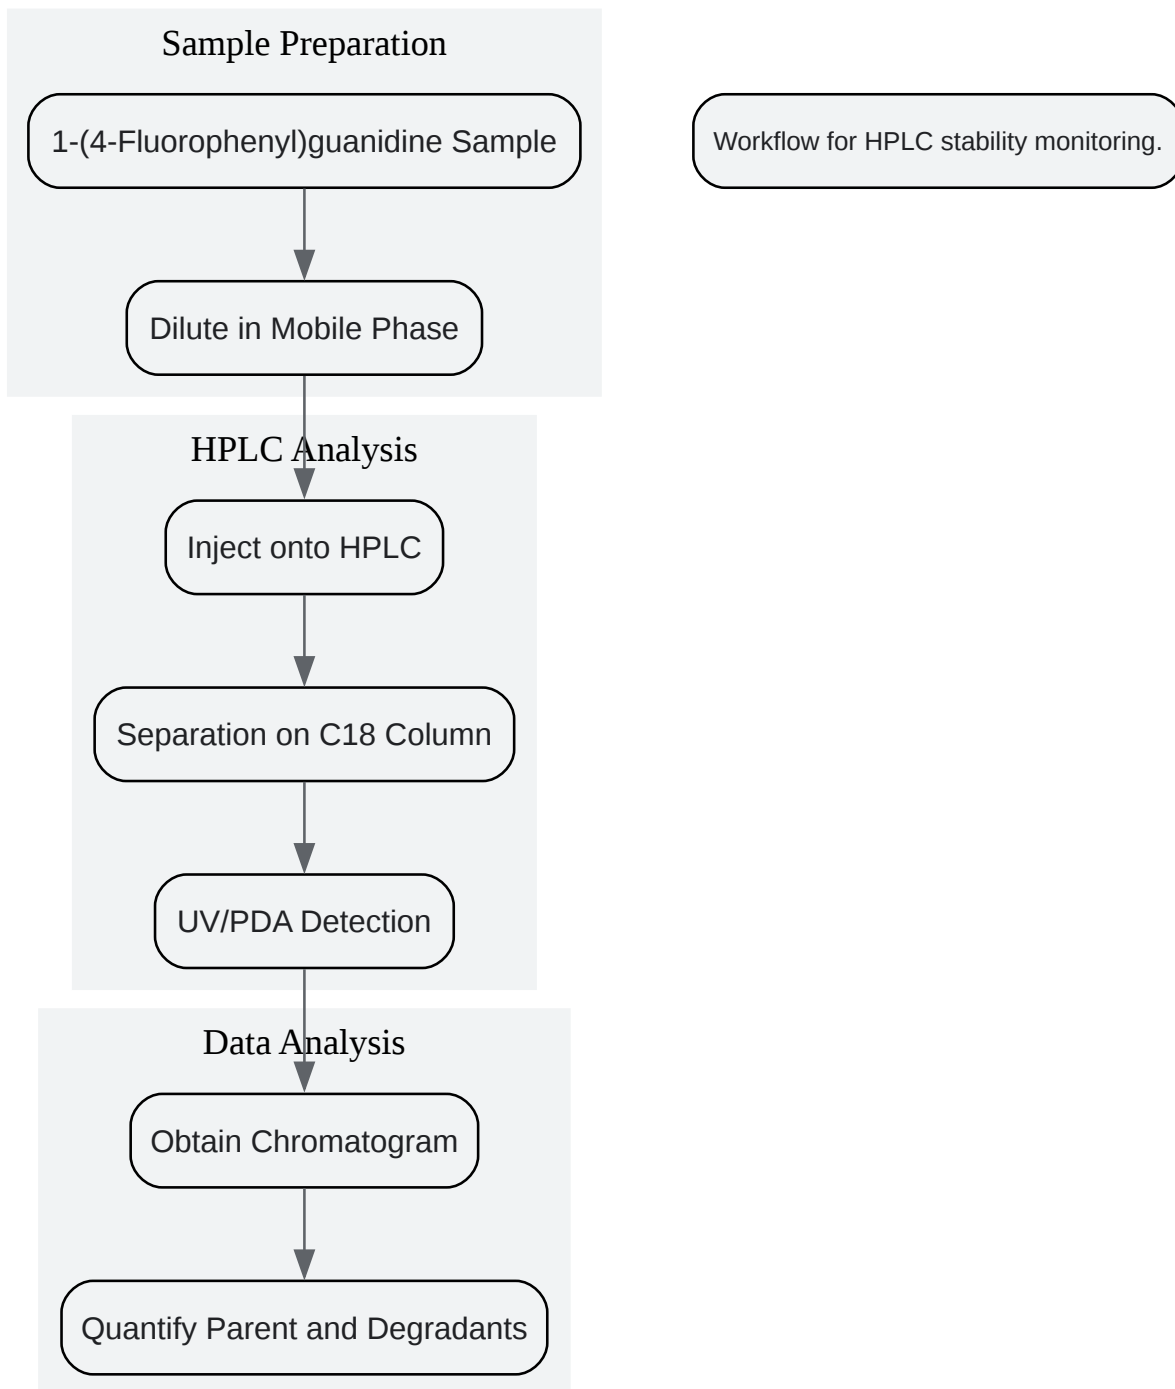 Sample Preparation
1-(4-Fluorophenyl)guanidine Sample
Workflow for HPLC stability monitoring.
Dilute in Mobile Phase
HPLC Analysis
Inject onto HPLC
Separation on C18 Column
UV/PDA Detection
Data Analysis
Obtain Chromatogram
Quantify Parent and Degradants